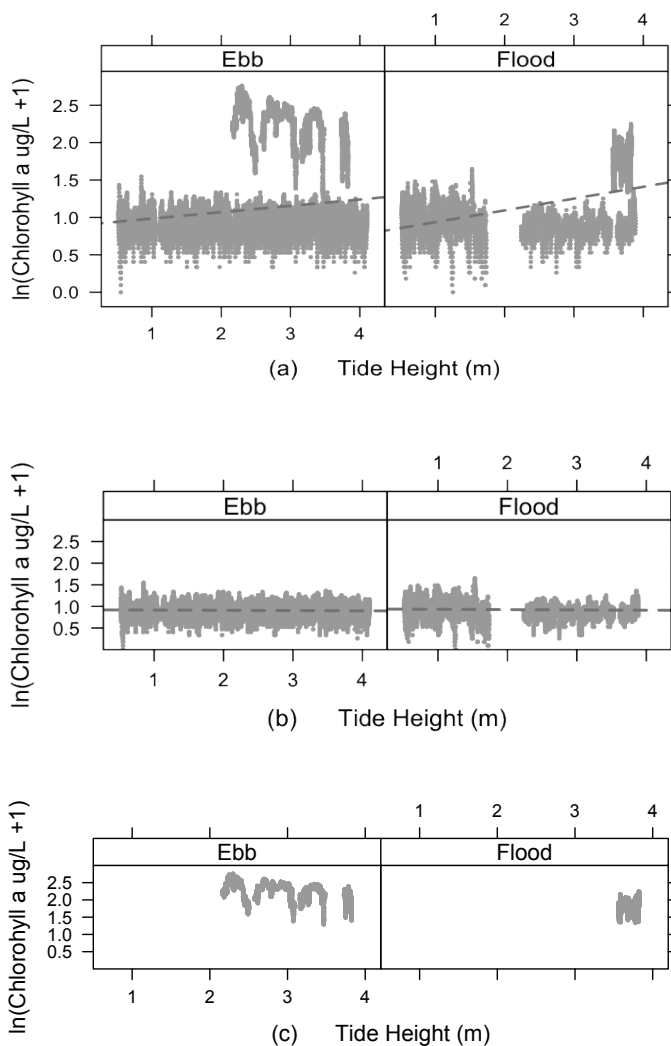 1 2 3 4
Ebb Flood
ln(Chlorohyll a ug/L +1)
2.5
2.0
1.5
1.0
0.5
0.0
1 2 3 4
(a) Tide Height (m)
1 2 3 4
Ebb Flood
ln(Chlorohyll a ug/L +1)
2.5
2.0
1.5
1.0
0.5
1 2 3 4
(b) Tide Height (m)
1 2 3 4
Ebb Flood
ln(Chlorohyll a ug/L +1)
2.5
2.0
1.5
0.5
1 2 3 4
(c) Tide Height (m)